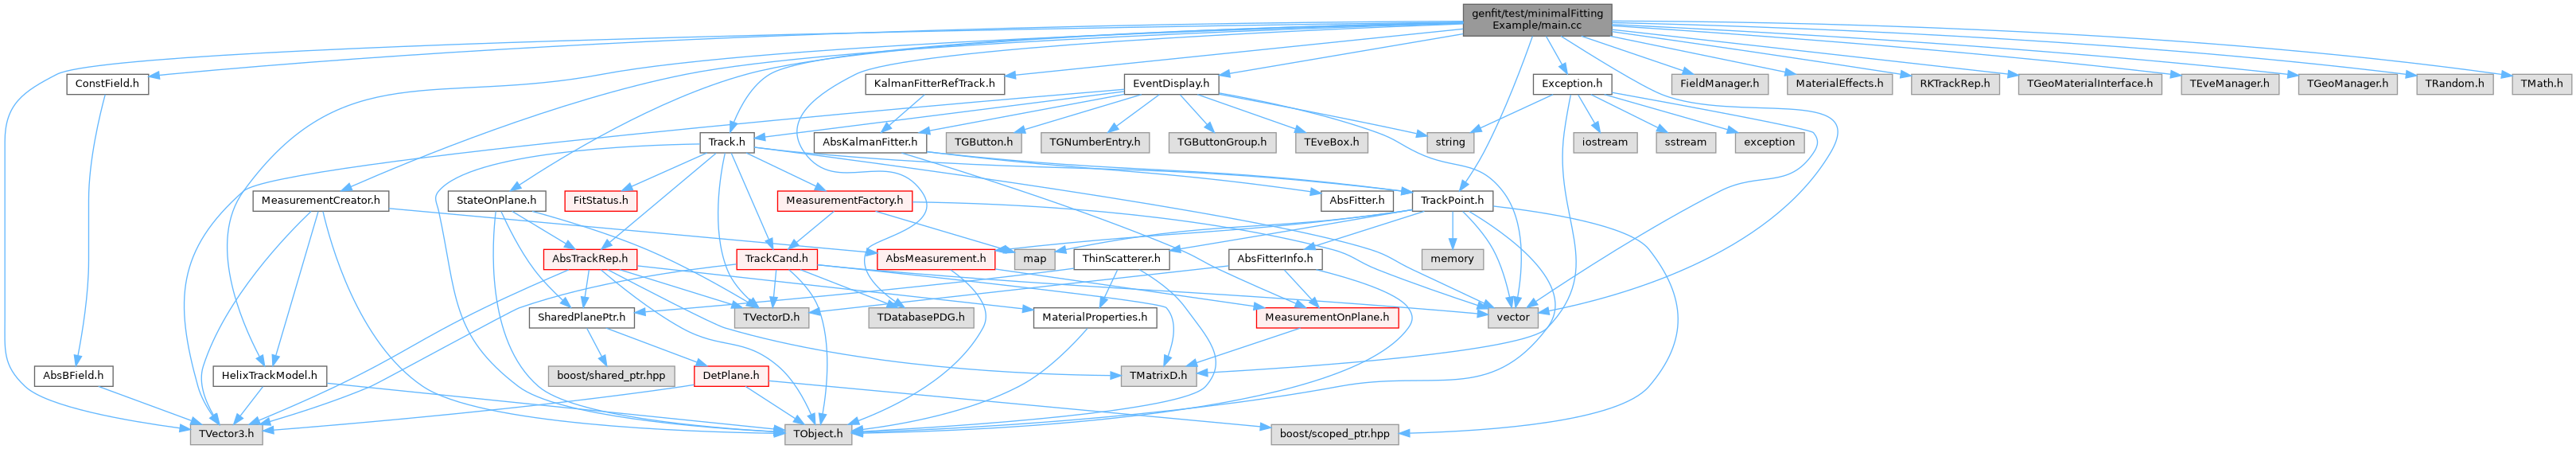 genfit/test/minimalFitting
Example/main.cc
ConstField.h
KalmanFitterRefTrack.h
EventDisplay.h
Exception.h
FieldManager.h
MaterialEffects.h
RKTrackRep.h
TGeoMaterialInterface.h
TEveManager.h
TGeoManager.h
TRandom.h
TMath.h
Track.h
AbsKalmanFitter.h
TGButton.h
TGNumberEntry.h
TGButtonGroup.h
TEveBox.h
string
iostream
sstream
exception
MeasurementCreator.h
StateOnPlane.h
FitStatus.h
MeasurementFactory.h
AbsFitter.h
TrackPoint.h
AbsTrackRep.h
TrackCand.h
AbsMeasurement.h
map
ThinScatterer.h
AbsFitterInfo.h
memory
SharedPlanePtr.h
TVectorD.h
TDatabasePDG.h
MaterialProperties.h
MeasurementOnPlane.h
vector
AbsBField.h
HelixTrackModel.h
boost/shared_ptr.hpp
DetPlane.h
TMatrixD.h
TVector3.h
TObject.h
boost/scoped_ptr.hpp